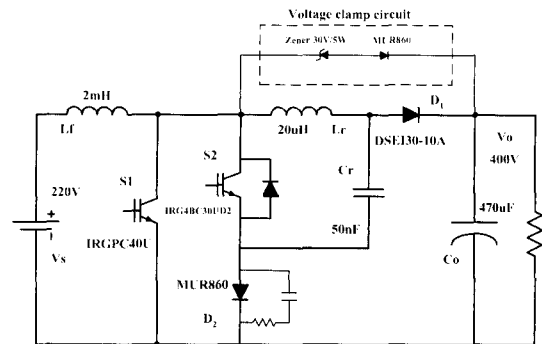 Voltage clamp circuit
Zener 30V/5W MUR860
2mH
Lf
20uH Lr
D1
DSEI30-10A
Vo
400V
S1
S2
Cr
220V
IRG4BC30UD2
IRGPC40U
50nF
470uF
Vs
MUR860
Co
D2